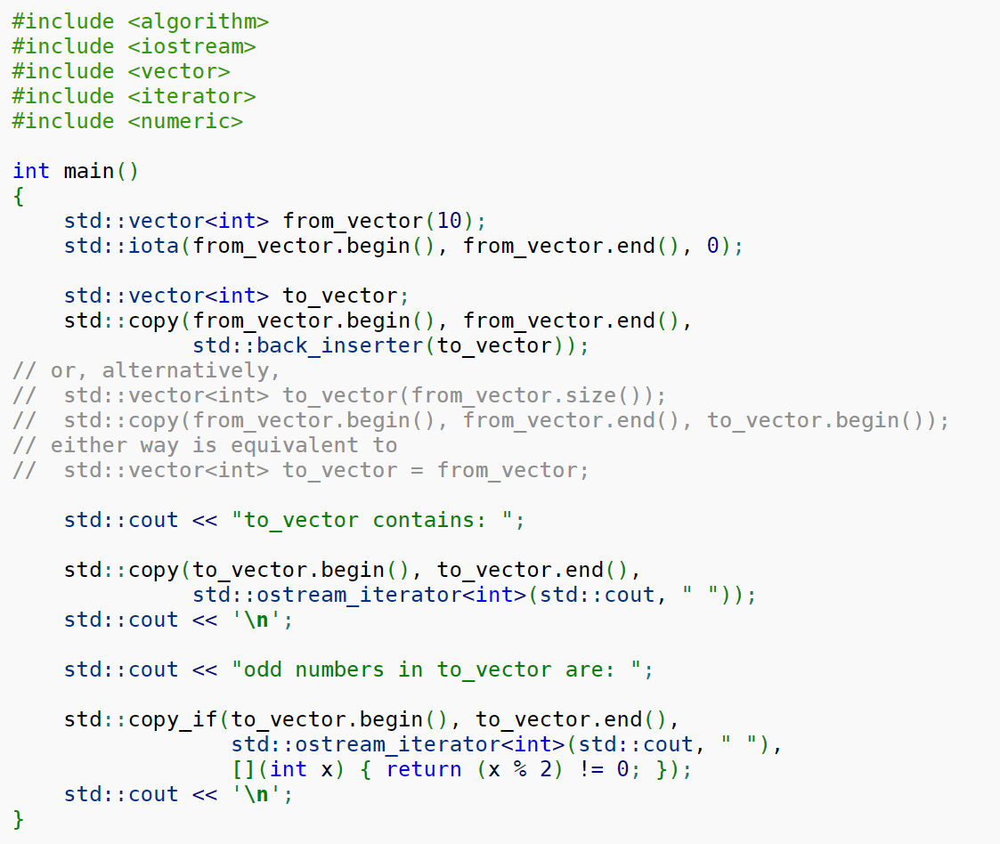 #include <algorithm>
#include <iostream>
#include <vector>
#include <iterator>
#include <numeric>

int main()
{
    std::vector<int> from_vector(10);
    std::iota(from_vector.begin(), from_vector.end(), 0);

    std::vector<int> to_vector;
    std::copy(from_vector.begin(), from_vector.end(),
              std::back_inserter(to_vector));
// or, alternatively,
//  std::vector<int> to_vector(from_vector.size());
//  std::copy(from_vector.begin(), from_vector.end(), to_vector.begin());
// either way is equivalent to
//  std::vector<int> to_vector = from_vector;

    std::cout << "to_vector contains: ";

    std::copy(to_vector.begin(), to_vector.end(),
              std::ostream_iterator<int>(std::cout, " "));
    std::cout << '\n';

    std::cout << "odd numbers in to_vector are: ";

    std::copy_if(to_vector.begin(), to_vector.end(),
                 std::ostream_iterator<int>(std::cout, " "),
                 [](int x) { return (x % 2) != 0; });
    std::cout << '\n';
}